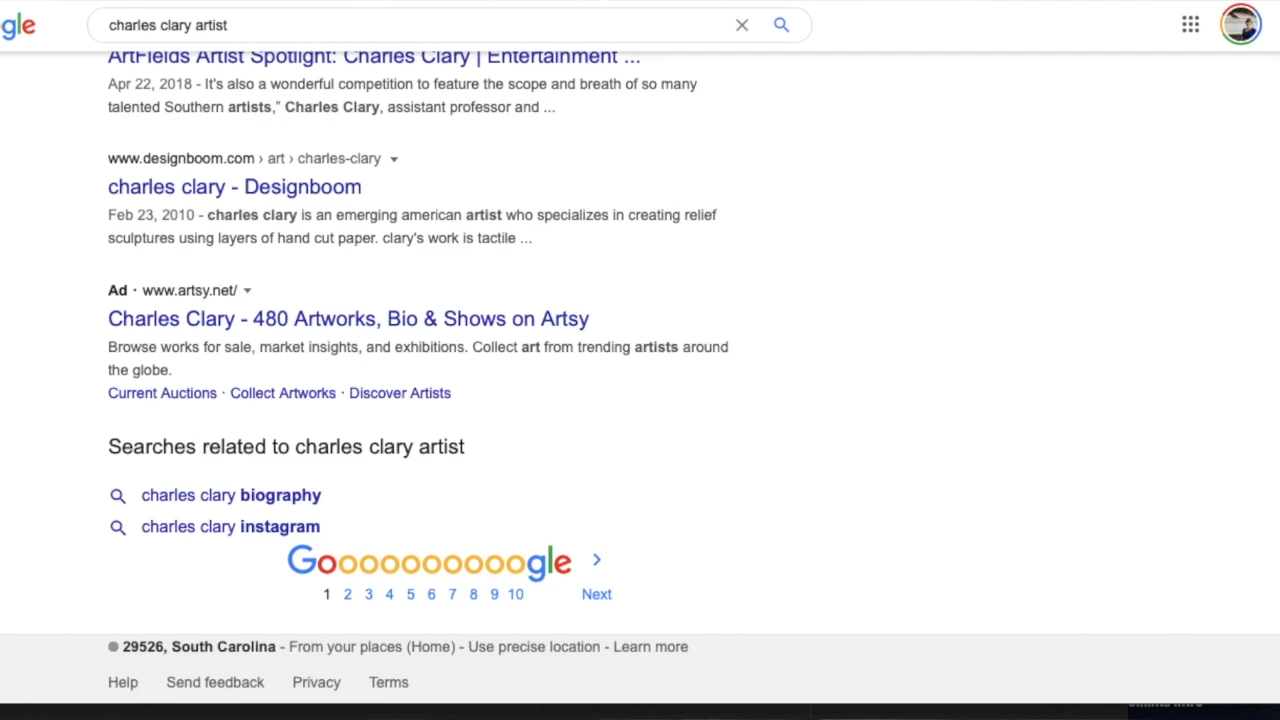 gle
charles clary artist
ArtFields Artist Spotlight: Charles Clary | Entertainment ...
Apr 22, 2018 - It's also a wonderful competition to feature the scope and breath of so many
talented Southern artists,” Charles Clary, assistant professor and ...
www.designboom.com › art › charles-clary
charles clary - Designboom
Feb 23, 2010 - charles clary is an emerging american artist who specializes in creating relief
sculptures using layers of hand cut paper. clary's work is tactile ...
Ad · www.artsy.net/
Charles Clary - 480 Artworks, Bio & Shows on Artsy
Browse works for sale, market insights, and exhibitions. Collect art from trending artists around
the globe.
Current Auctions · Collect Artworks · Discover Artists
Searches related to charles clary artist
charles clary biography
charles clary instagram
Goooooooooogle
1 2 3 4 5 6 7 8 9 10 Next
29526, South Carolina - From your places (Home) - Use precise location - Learn more
Help Send feedback Privacy Terms